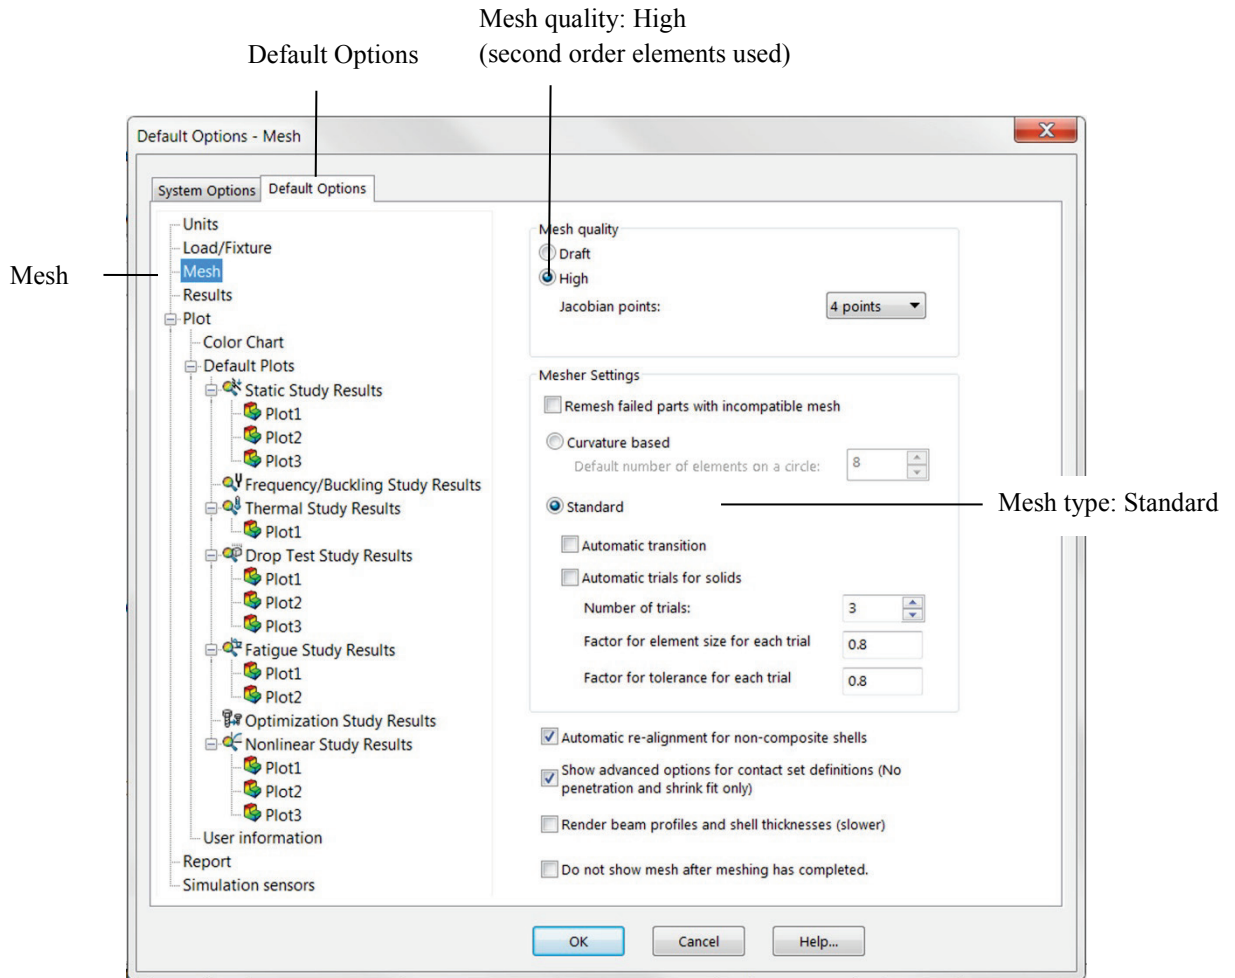 Mesh quality: High
(second order elements used)
Default Options
Default Options - Mesh
X
System Options
Default Options
Mesh
Units
Load/Fixture
Mesh
Results
Plot
Color Chart
Default Plots
Static Study Results
Plot1
Plot2
Plot3
Frequency/Buckling Study Results
Thermal Study Results
Plot1
Drop Test Study Results
Plot1
Plot2
Plot3
Fatigue Study Results
Plot1
Plot2
Optimization Study Results
Nonlinear Study Results
Plot1
Plot2
Plot3
User information
Report
Simulation sensors
Mesh quality
Draft
High
Jacobian points: 4 points
Mesher Settings
Remesh failed parts with incompatible mesh
Curvature based
Default number of elements on a circle: 8
Standard
Mesh type: Standard
Automatic transition
Automatic trials for solids
Number of trials: 3
Factor for element size for each trial 0.8
Factor for tolerance for each trial 0.8
Automatic re-alignment for non-composite shells
Show advanced options for contact set definitions (No
penetration and shrink fit only)
Render beam profiles and shell thicknesses (slower)
Do not show mesh after meshing has completed.
OK
Cancel
Help...